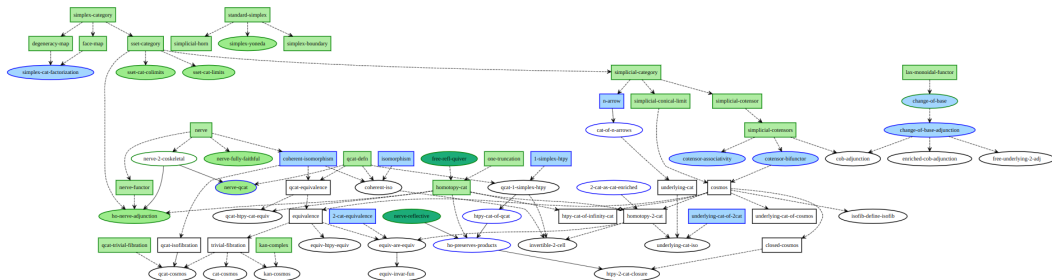 simplex-category
standard-simplex
degeneracy-map
face-map
sset-category
simplicial-horn
simplex-yoneda
simplex-boundary
simplex-cat-factorization
sset-cat-colimits
sset-cat-limits
simplicial-category
lax-monoidal-functor
n-arrow
simplicial-conical-limit
simplicial-cotensor
change-of-base
nerve
cat-of-n-arrows
simplicial-cotensors
change-of-base-adjunction
nerve-2-coskeletal
nerve-fully-faithful
coherent-isomorphism
qcat-defn
isomorphism
free-refl-quiver
one-truncation
1-simplex-htpy
cotensor-associativity
cotensor-bifunctor
cob-adjunction
enriched-cob-adjunction
free-underlying-2-adj
nerve-functor
nerve-qcat
qcat-equivalence
coherent-iso
homotopy-cat
qcat-1-simplex-htpy
2-cat-as-cat-enriched
underlying-cat
cosmos
ho-nerve-adjunction
qcat-htpy-cat-equiv
equivalence
2-cat-equivalence
nerve-reflective
htpy-cat-of-qcat
htpy-cat-of-infinity-cat
homotopy-2-cat
underlying-cat-of-2cat
underlying-cat-of-cosmos
isofib-define-isofib
qcat-trivial-fibration
qcat-isofibration
trivial-fibration
kan-complex
equiv-htpy-equiv
equiv-are-equiv
ho-preserves-products
invertible-2-cell
underlying-cat-iso
closed-cosmos
qcat-cosmos
cat-cosmos
kan-cosmos
equiv-invar-fun
htpy-2-cat-closure